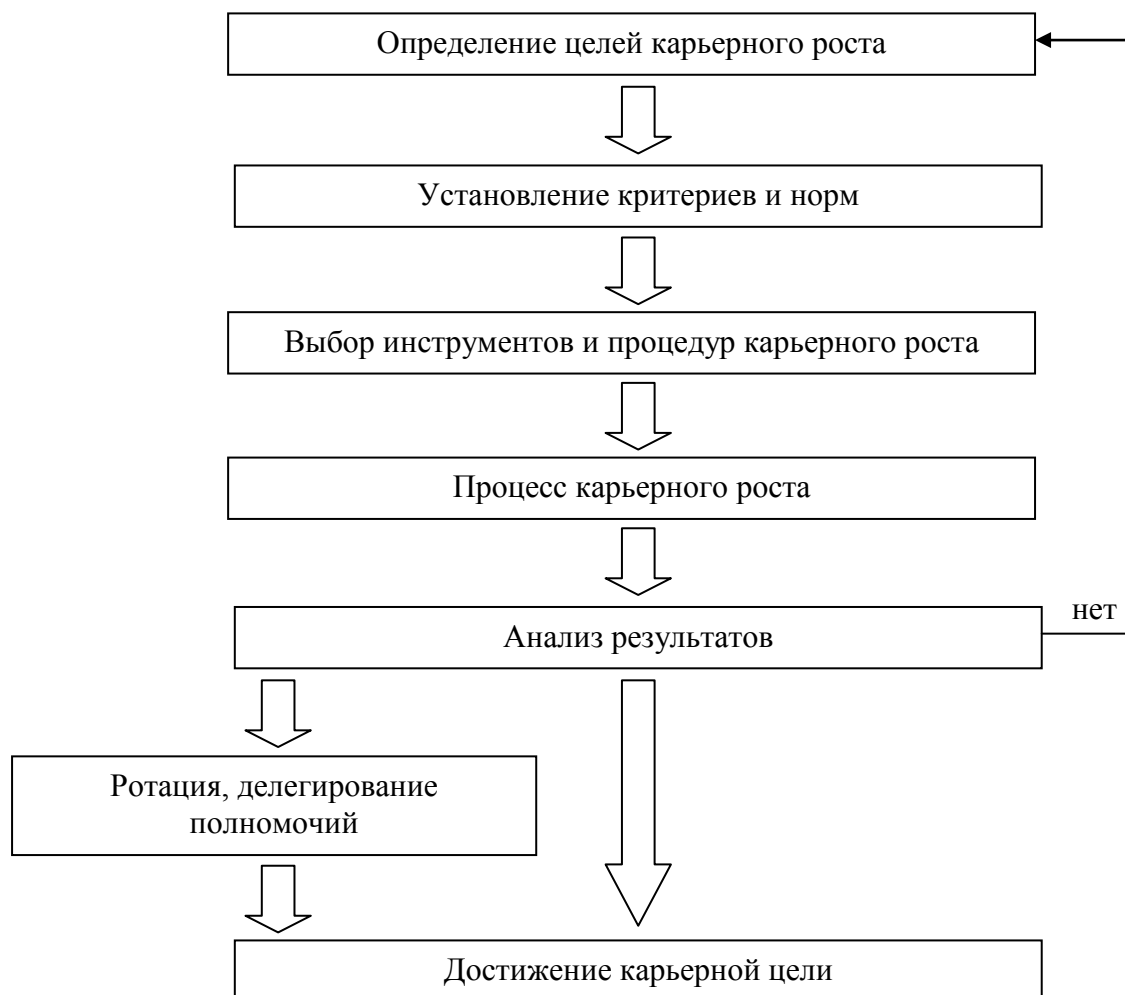 Определение целей карьерного роста
Установление критериев и норм
Выбор инструментов и процедур карьерного роста
Процесс карьерного роста
Анализ результатов
нет
Ротация, делегирование
полномочий
Достижение карьерной цели